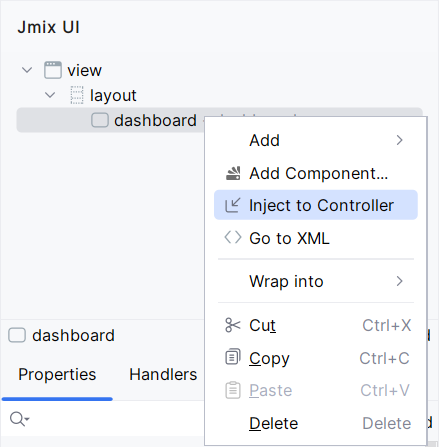 Jmix UI
view
layout
dashboard
Add
Add Component...
Inject to Controller
Go to XML
Wrap into
Cut Ctrl+X
Copy Ctrl+C
Paste Ctrl+V
Delete Delete
dashboard
Properties Handlers